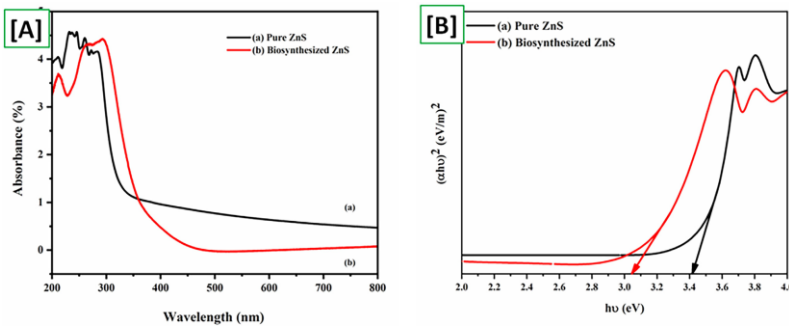 [A]
(a) Pure ZnS
(b) Biosynthesized ZnS
Absorbance (%)
5
4
3
2
1
0
(a)
(b)
200 300 400 500 600 700 800
Wavelength (nm)
[B]
(a) Pure ZnS
(b) Biosynthesized ZnS
(αhυ)² (eV/m)²
2.0 2.2 2.4 2.6 2.8 3.0 3.2 3.4 3.6 3.8 4.0
hυ (eV)